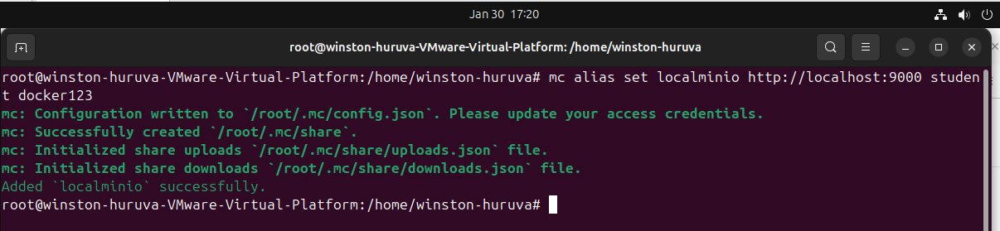 Jan 30 17:20
root@winston-huruva-VMware-Virtual-Platform: /home/winston-huruva
root@winston-huruva-VMware-Virtual-Platform:/home/winston-huruva# mc alias set localminio http://localhost:9000 studen
t docker123
mc: Configuration written to `/root/.mc/config.json`. Please update your access credentials.
mc: Successfully created `/root/.mc/share`.
mc: Initialized share uploads `/root/.mc/share/uploads.json` file.
mc: Initialized share downloads `/root/.mc/share/downloads.json` file.
Added `localminio` successfully.
root@winston-huruva-VMware-Virtual-Platform:/home/winston-huruva#